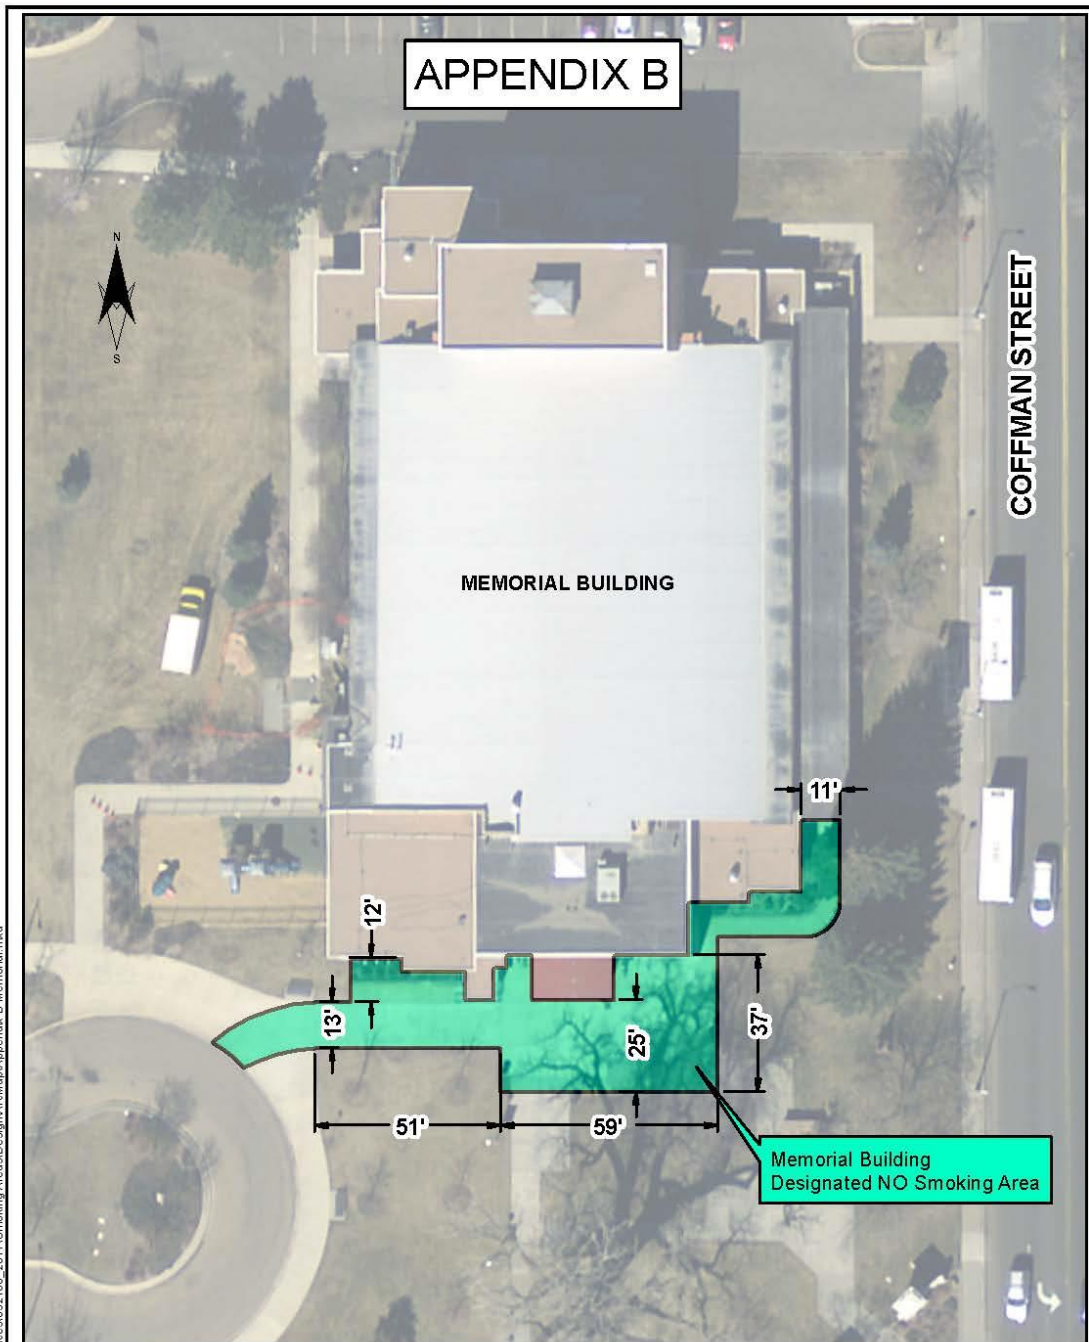 APPENDIX B
N
S
COFFMAN STREET
MEMORIAL BUILDING
11'
12'
13'
25'
37'
51'
59'
Memorial Building
Designated NO Smoking Area